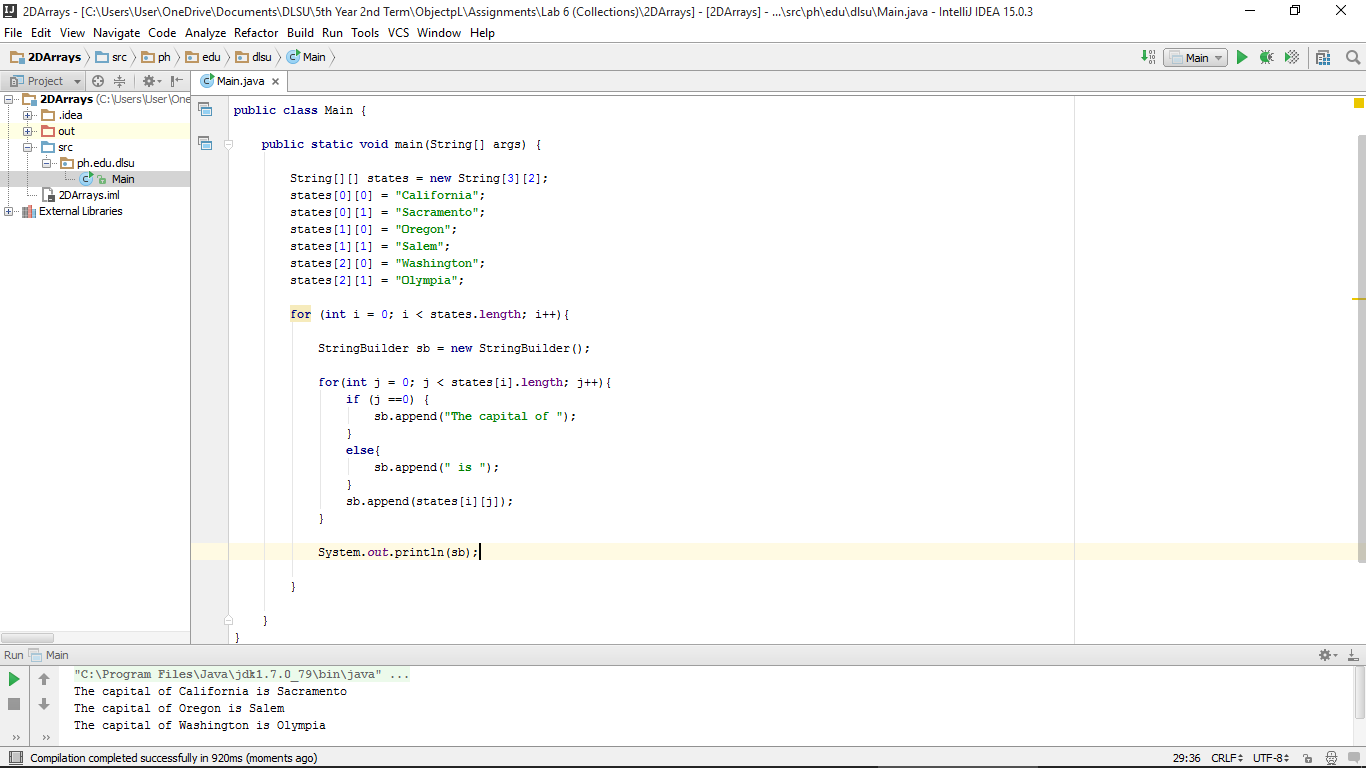 2DArrays - [C:\Users\User\OneDrive\Documents\DLSU\5th Year 2nd Term\ObjectpL\Assignments\Lab 6 (Collections)\2DArrays] - [2DArrays] - ...\src\ph\edu\dlsu\Main.java - IntelliJ IDEA 15.0.3
File Edit View Navigate Code Analyze Refactor Build Run Tools VCS Window Help
2DArrays src ph edu dlsu Main Main
Project Main.java
2DArrays (C:\Users\User\One
.idea
out
src
ph.edu.dlsu
Main
2DArrays.iml
External Libraries
public class Main {
public static void main(String[] args) {
String[][] states = new String[3][2];
states[0][0] = "California";
states[0][1] = "Sacramento";
states[1][0] = "Oregon";
states[1][1] = "Salem";
states[2][0] = "Washington";
states[2][1] = "Olympia";
for (int i = 0; i < states.length; i++){
StringBuilder sb = new StringBuilder();
for(int j = 0; j < states[i].length; j++){
if (j ==0) {
sb.append("The capital of ");
}
else{
sb.append(" is ");
}
sb.append(states[i][j]);
}
System.out.println(sb);
}
}
}
Run Main
"C:\Program Files\Java\jdk1.7.0_79\bin\java" ...
The capital of California is Sacramento
The capital of Oregon is Salem
The capital of Washington is Olympia
Compilation completed successfully in 920ms (moments ago) 29:36 CRLF UTF-8